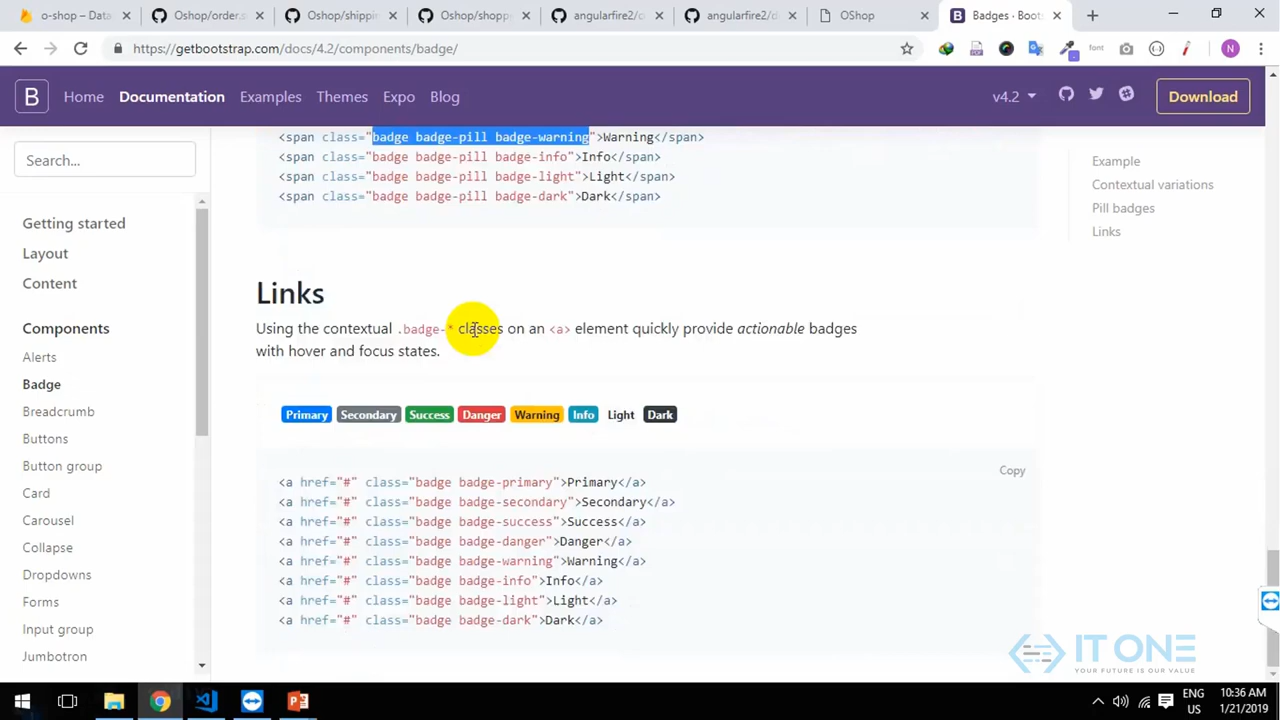 o-shop – Data
Oshop/order.s
Oshop/shippin
Oshop/shopp
angularfire2/o
angularfire2/d
OShop
Badges · Boots
https://getbootstrap.com/docs/4.2/components/badge/
font
N
B
Home
Documentation
Examples
Themes
Expo
Blog
v4.2
Download
Search...
Getting started
Layout
Content
Components
Alerts
Badge
Breadcrumb
Buttons
Button group
Card
Carousel
Collapse
Dropdowns
Forms
Input group
Jumbotron
<span class="badge badge-pill badge-warning">Warning</span>
<span class="badge badge-pill badge-info">Info</span>
<span class="badge badge-pill badge-light">Light</span>
<span class="badge badge-pill badge-dark">Dark</span>
Links
Using the contextual .badge-* classes on an <a> element quickly provide actionable badges
with hover and focus states.
Primary Secondary Success Danger Warning Info Light Dark
Copy
<a href="#" class="badge badge-primary">Primary</a>
<a href="#" class="badge badge-secondary">Secondary</a>
<a href="#" class="badge badge-success">Success</a>
<a href="#" class="badge badge-danger">Danger</a>
<a href="#" class="badge badge-warning">Warning</a>
<a href="#" class="badge badge-info">Info</a>
<a href="#" class="badge badge-light">Light</a>
<a href="#" class="badge badge-dark">Dark</a>
Example
Contextual variations
Pill badges
Links
IT ONE
YOUR FUTURE IS OUR VALUE
ENG
US
10:36 AM
1/21/2019